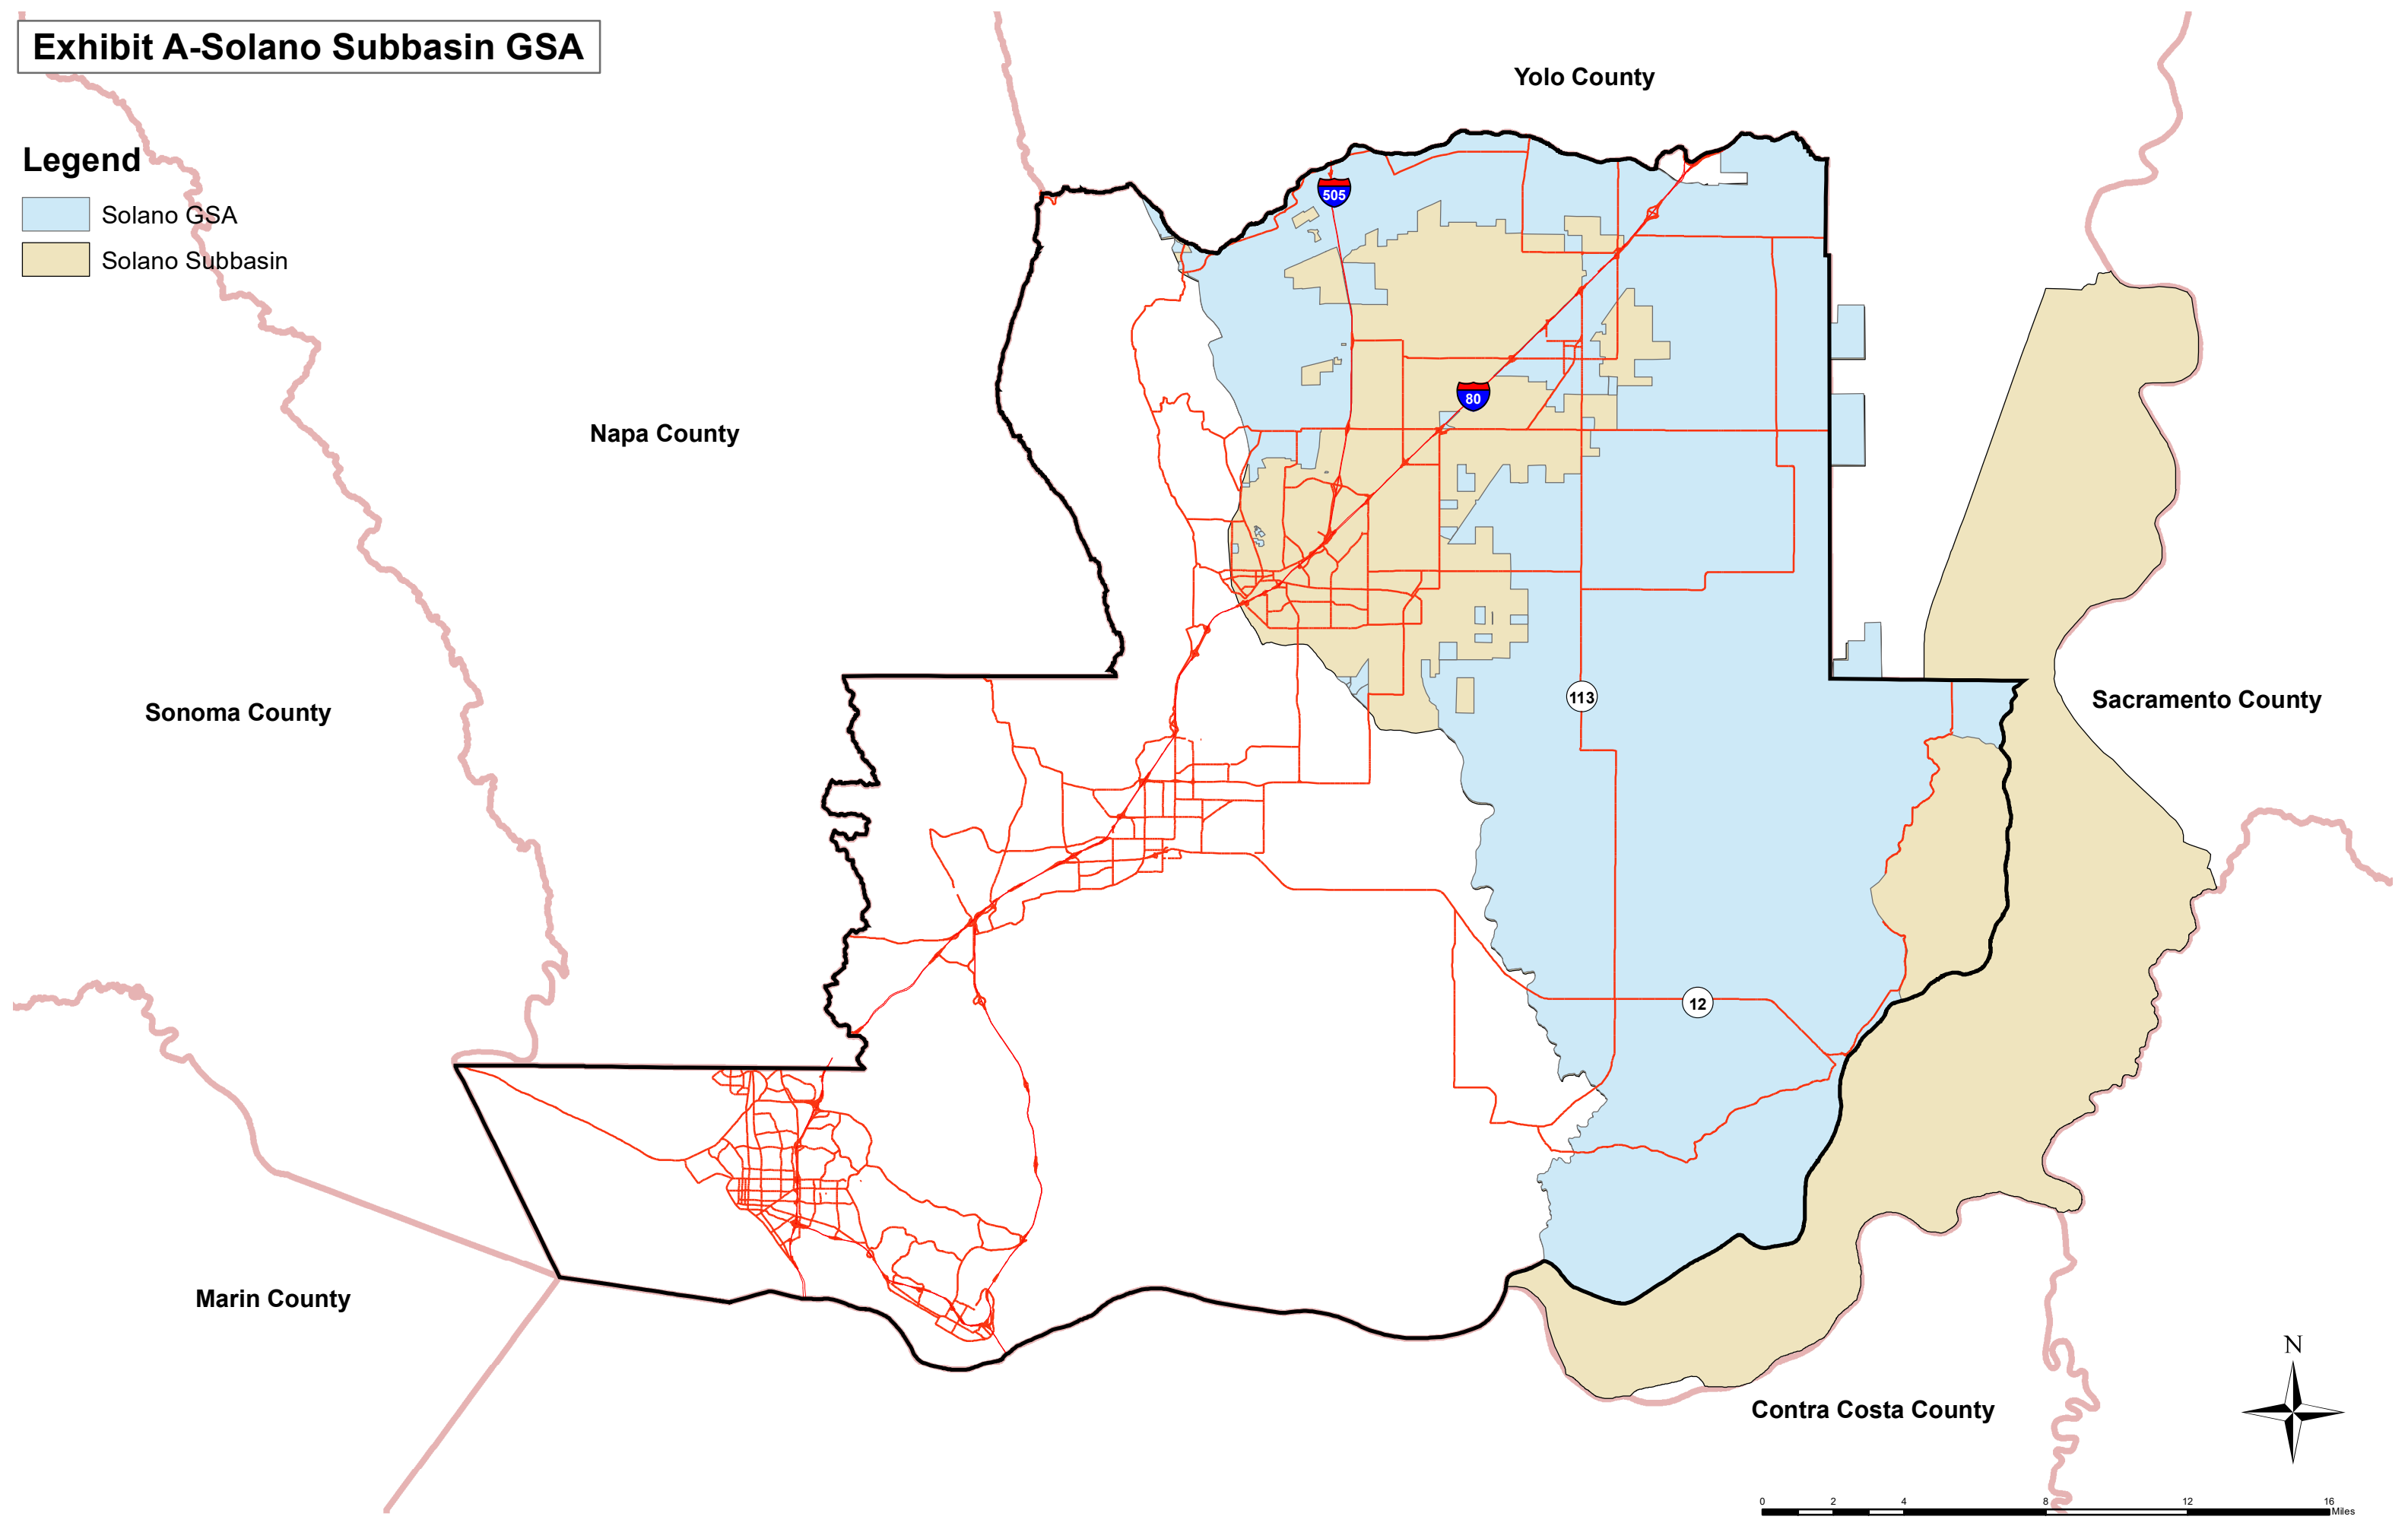 Exhibit A-Solano Subbasin GSA
Yolo County
Legend
Solano GSA
505
Solano Subbasin
80
Napa County
113
Sacramento County
Sonoma County
12
Marin County
N
Contra Costa County
0 2 4 8 12 16
Miles